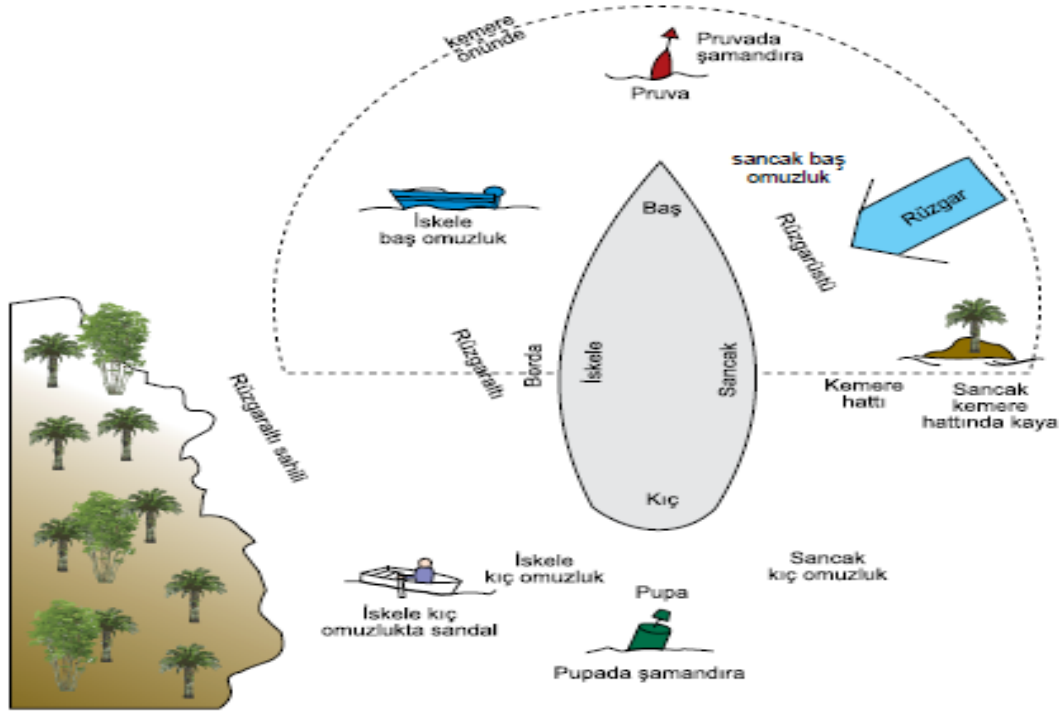 kemere
önünde
Pruvada
şamandıra
Pruva
sancak baş
omuzluk
Rüzgar
İskele
baş omuzluk
Baş
Rüzgarüstü
Rüzgaraltı
Borda
İskele
Sancak
Kemere
hattı
Sancak
kemere
hattında kaya
Rüzgaraltı sahili
Kıç
İskele
kıç omuzluk
Sancak
kıç omuzluk
İskele kıç
omuzlukta sandal
Pupa
Pupada şamandıra